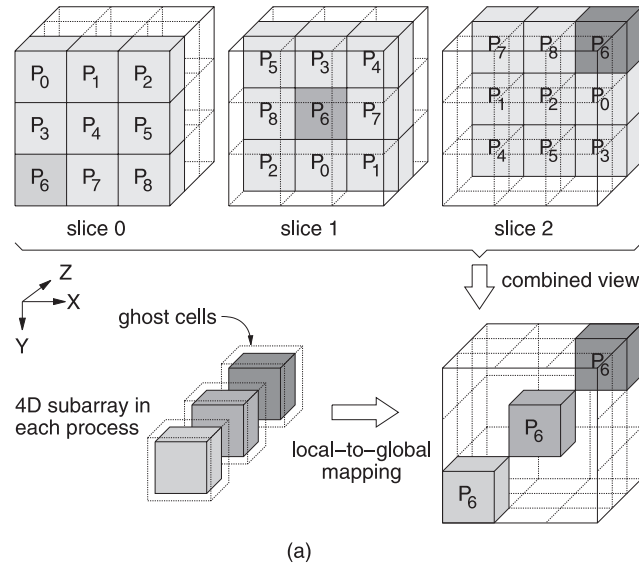 P0 P1 P2
P3 P4 P5
P6 P7 P8
slice 0
P5 P3 P4
P8 P6 P7
P2 P0 P1
slice 1
P7 P8 P6
P1 P2 P0
P4 P5 P3
slice 2
combined view
Z
X
Y
ghost cells
4D subarray in
each process
local–to–global
mapping
P6
P6
P6
(a)